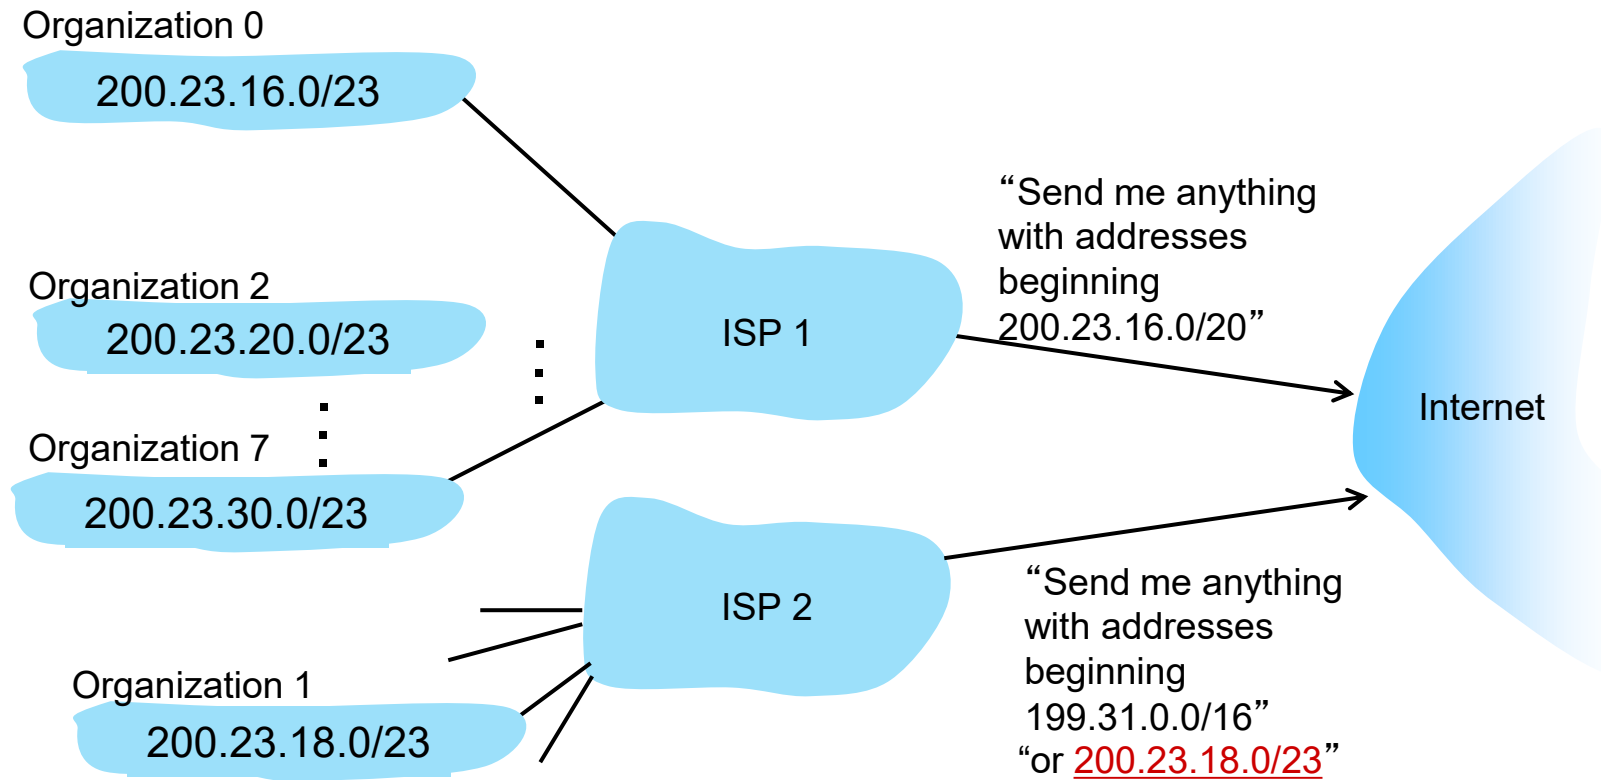 Organization 0
200.23.16.0/23
Organization 2
200.23.20.0/23
Organization 7
200.23.30.0/23
ISP 1
“Send me anything
with addresses
beginning
200.23.16.0/20”
Internet
ISP 2
“Send me anything
with addresses
beginning
199.31.0.0/16”
“or 200.23.18.0/23”
Organization 1
200.23.18.0/23